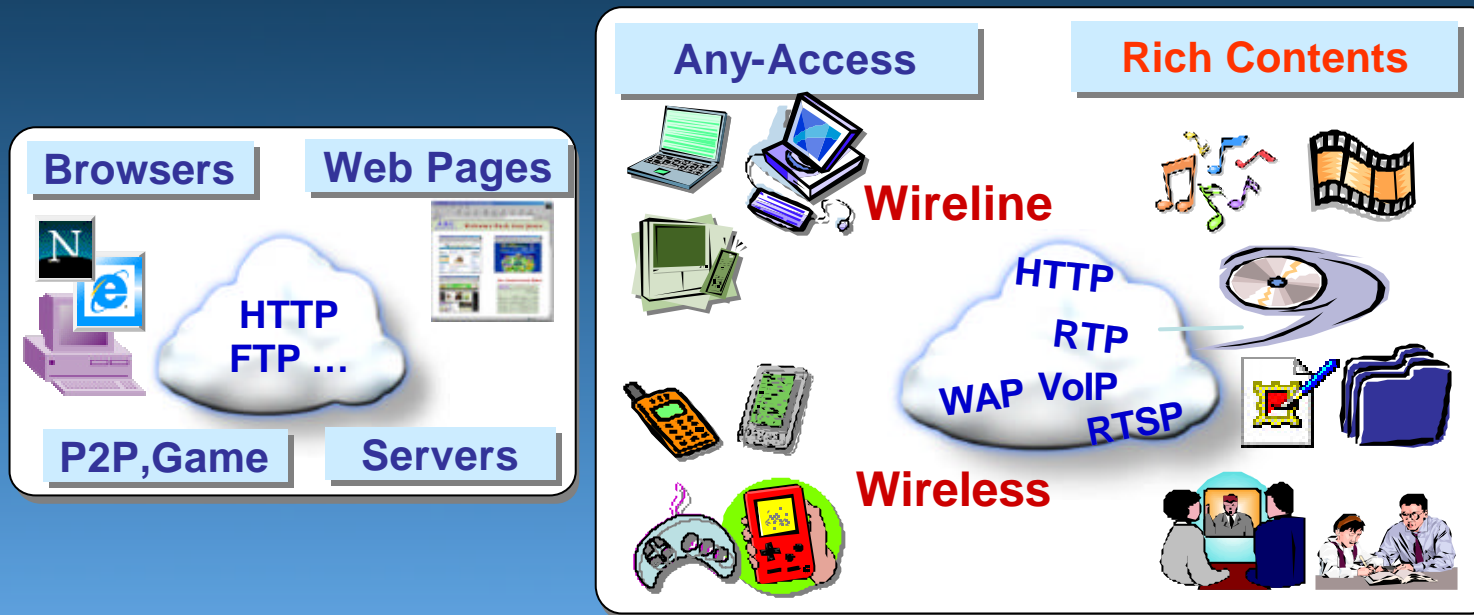 Browsers
Web Pages
N
e
HTTP
FTP ...
P2P,Game
Servers
Any-Access
Rich Contents
Wireline
HTTP
RTP
WAP VoIP
RTSP
Wireless